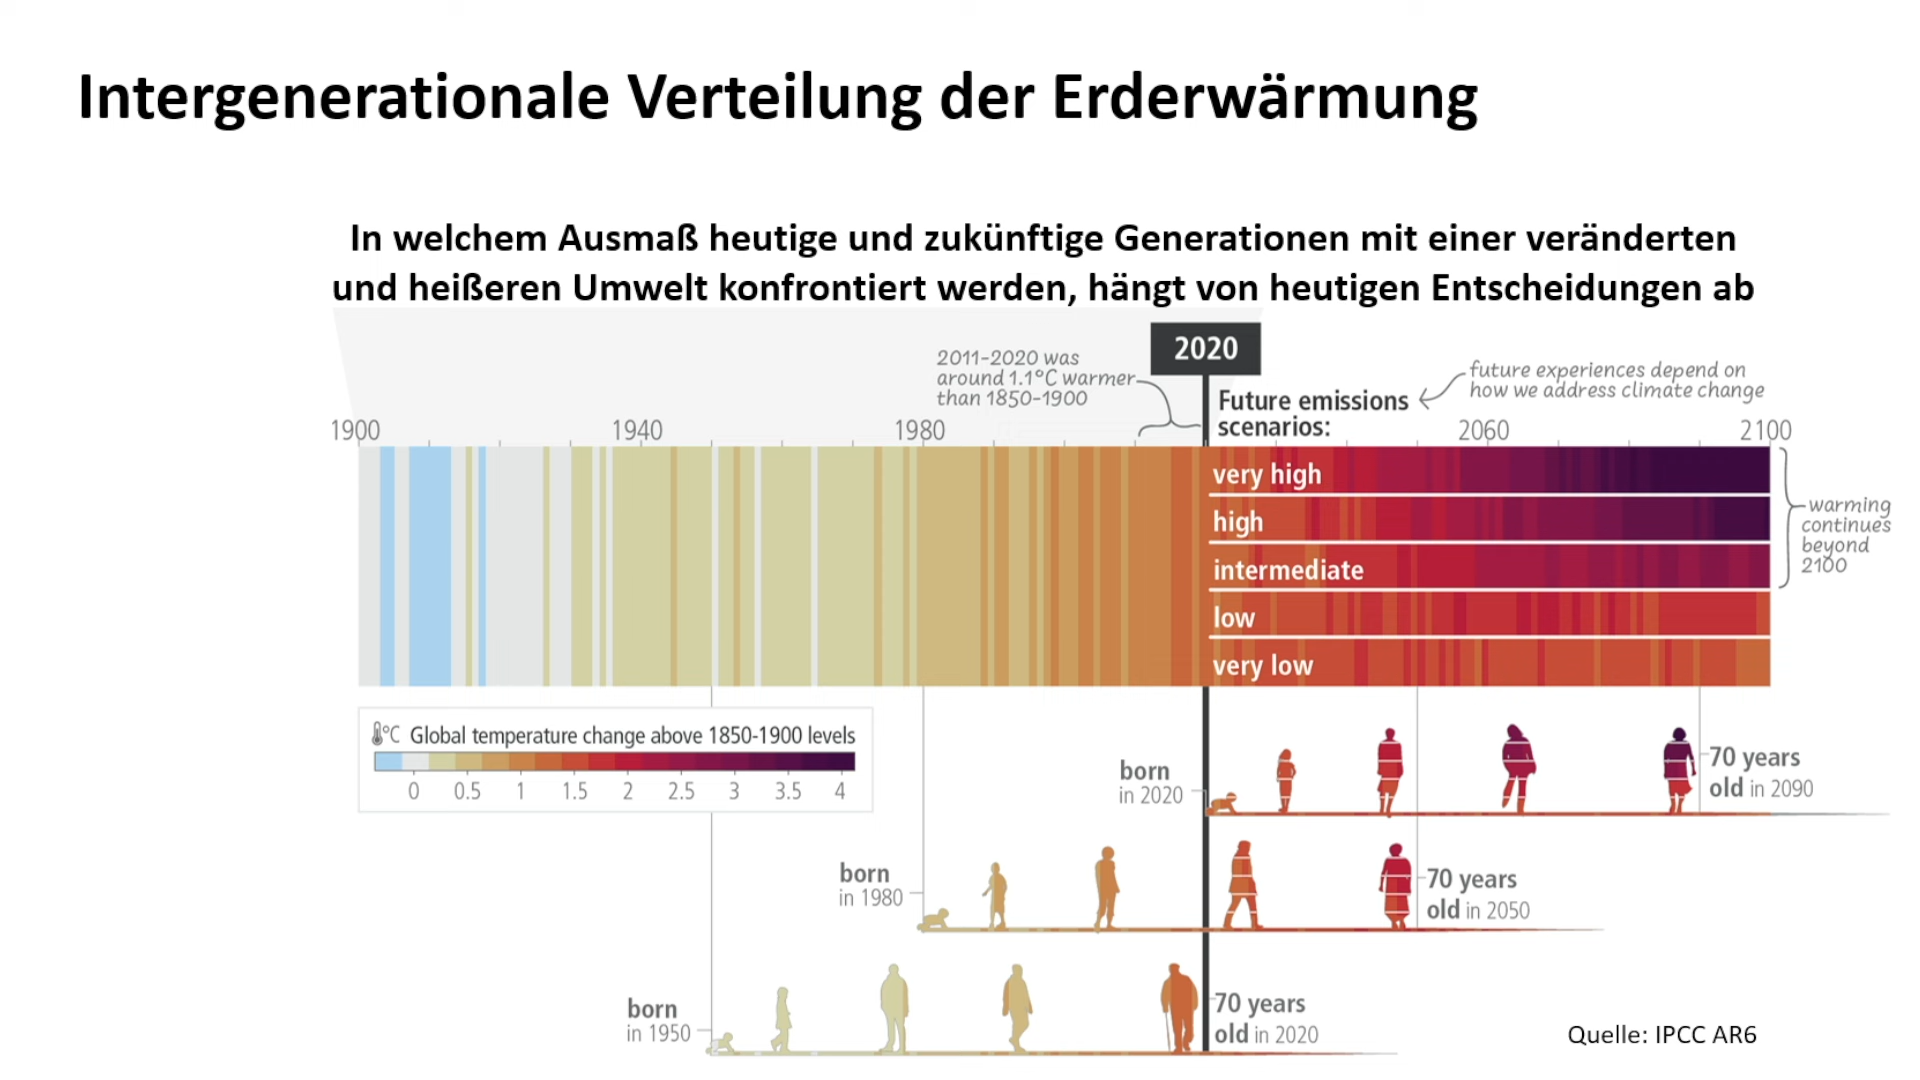 Intergenerationale Verteilung der Erderwärmung
In welchem Ausmaß heutige und zukünftige Generationen mit einer veränderten
und heißeren Umwelt konfrontiert werden, hängt von heutigen Entscheidungen ab
2020
2011-2020 was
around 1.1°C warmer
than 1850-1900
future experiences depend on
how we address climate change
Future emissions
scenarios:
1900 1940 1980 2060 2100
very high
high
intermediate
low
very low
warming
continues
beyond
2100
°C Global temperature change above 1850-1900 levels
0 0.5 1 1.5 2 2.5 3 3.5 4
born
in 2020
70 years
old in 2090
born
in 1980
70 years
old in 2050
born
in 1950
70 years
old in 2020
Quelle: IPCC AR6